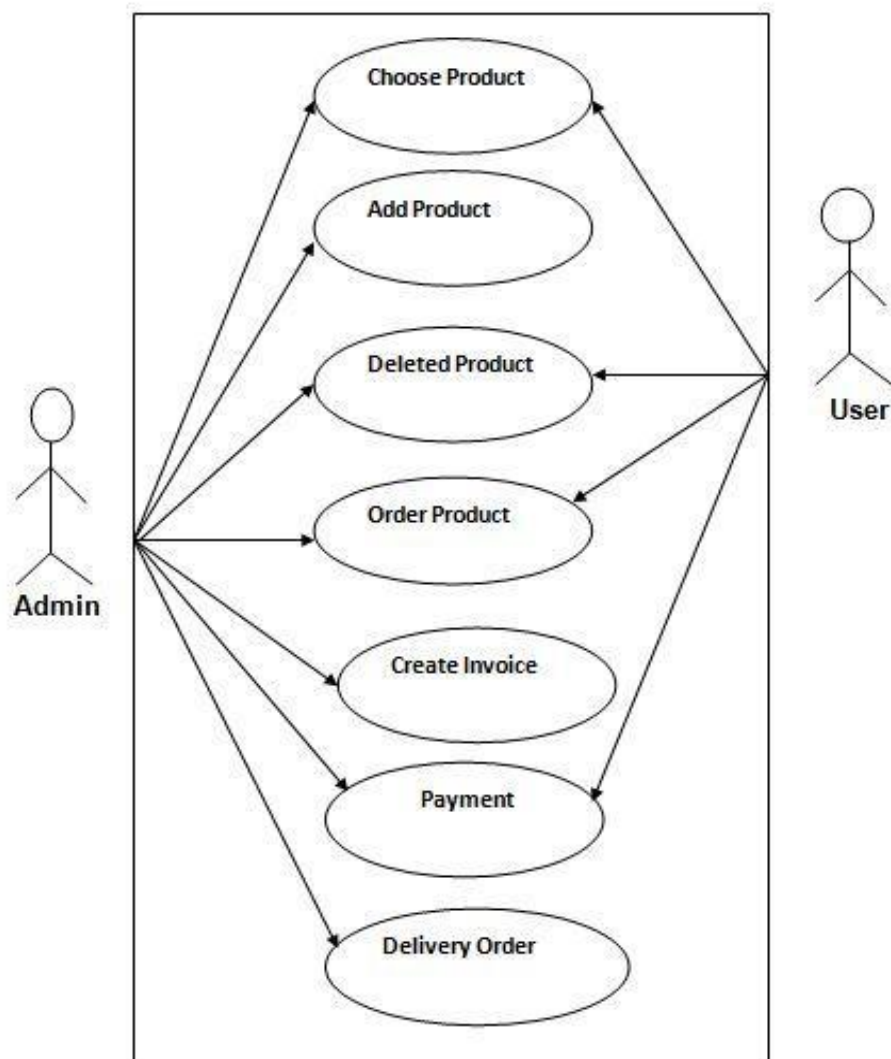 Choose Product
Add Product
Deleted Product
User
Order Product
Admin
Create Invoice
Payment
Delivery Order